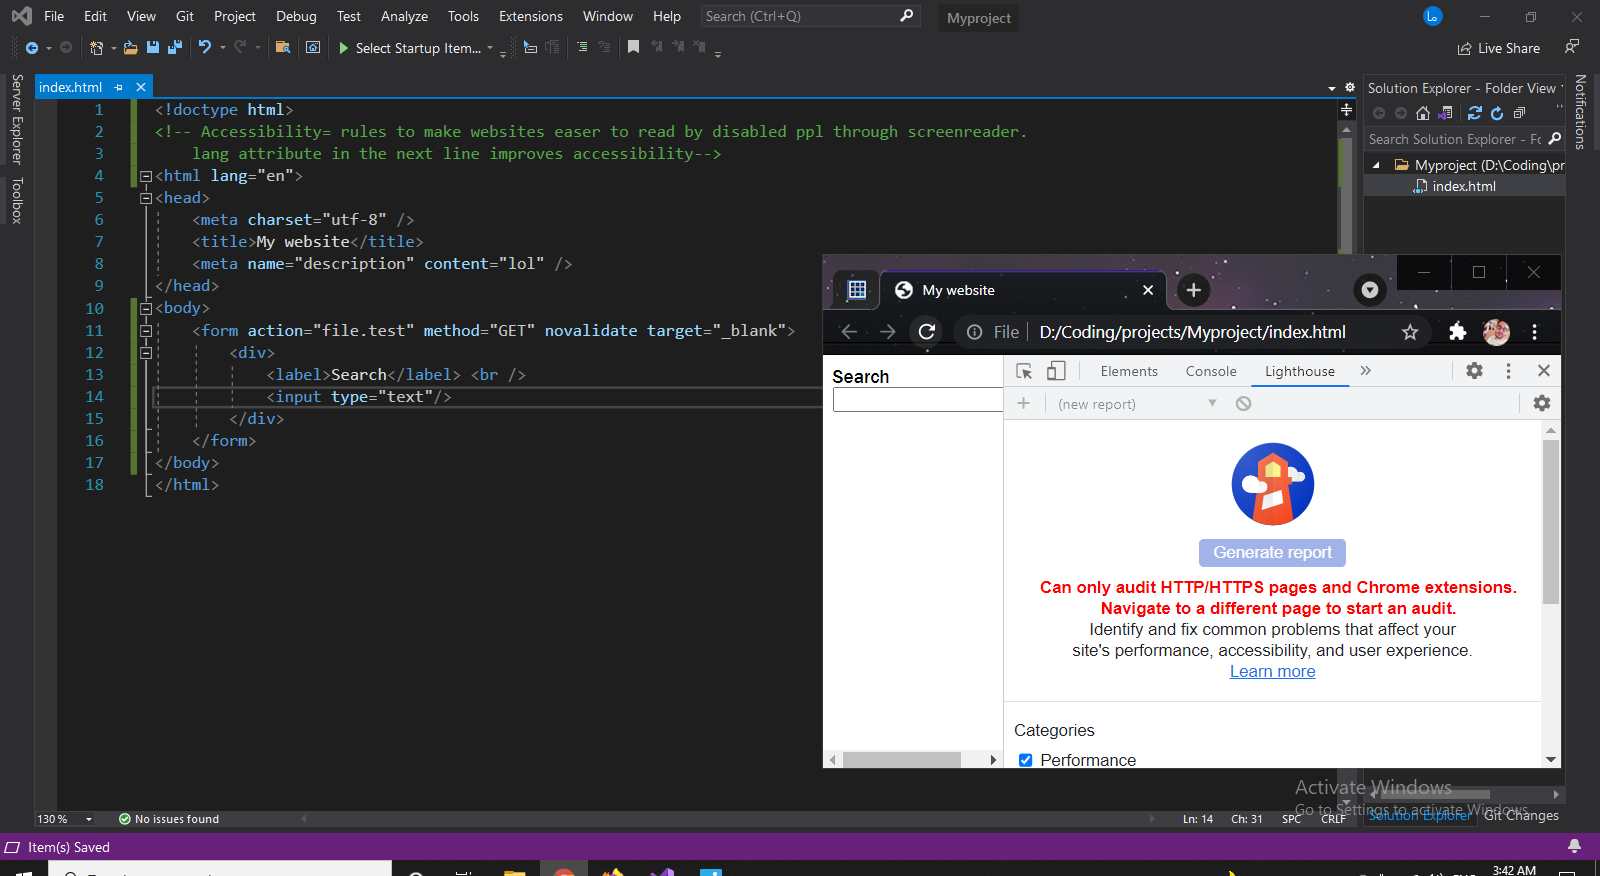 File Edit View Git Project Debug Test Analyze Tools Extensions Window Help Search (Ctrl+Q) Myproject
Select Startup Item... Live Share
Server Explorer
Toolbox
index.html
1 <!doctype html>
2 <!-- Accessibility= rules to make websites easer to read by disabled ppl through screenreader.
3 lang attribute in the next line improves accessibility-->
4 <html lang="en">
5 <head>
6 <meta charset="utf-8" />
7 <title>My website</title>
8 <meta name="description" content="lol" />
9 </head>
10 <body>
11 <form action="file.test" method="GET" novalidate target="_blank">
12 <div>
13 <label>Search</label> <br />
14 <input type="text"/>
15 </div>
16 </form>
17 </body>
18 </html>
Solution Explorer - Folder View
Search Solution Explorer - Fo
Myproject (D:\Coding\pr
index.html
Notifications
My website
File D:/Coding/projects/Myproject/index.html
Search
Elements Console Lighthouse
(new report)
Generate report
Can only audit HTTP/HTTPS pages and Chrome extensions.
Navigate to a different page to start an audit.
Identify and fix common problems that affect your
site's performance, accessibility, and user experience.
Learn more
Categories
Performance
Activate Windows
Go to Settings to activate Windows.
Solution Explorer Git Changes
130 % No issues found Ln: 14 Ch: 31 SPC CRLF
Item(s) Saved
3:42 AM